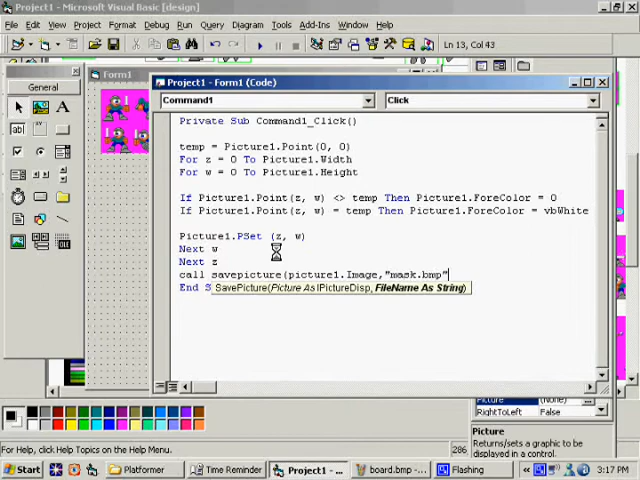 Microsoft Visual Basic [design]
View Project Format Debug Run Query Diagram Tools Add-Ins Window Help
Ln 13, Col 43
General
A
Form1
Project1 - Form1 (Code)
Command1
Click
Private Sub Command1_Click()
temp = Picture1.Point(0, 0)
For z = 0 To Picture1.Width
For w = 0 To Picture1.Height
If Picture1.Point(z, w) <> temp Then Picture1.ForeColor = 0
If Picture1.Point(z, w) = temp Then Picture1.ForeColor = vbWhite
Picture1.PSet (z, w)
Next w
Next z
call savepicture(picture1.Image,"mask.bmp"
End S
SavePicture(Picture As IPictureDisp, FileName As String)
Picture (None)
RightToLeft False
Picture
Returns/sets a graphic to be displayed in a control.
For Help, click Help Topics on the Help Menu.
286
Start
Platformer
Time Reminder
Project1 - ...
board.bmp - ...
Flashing
3:17 PM